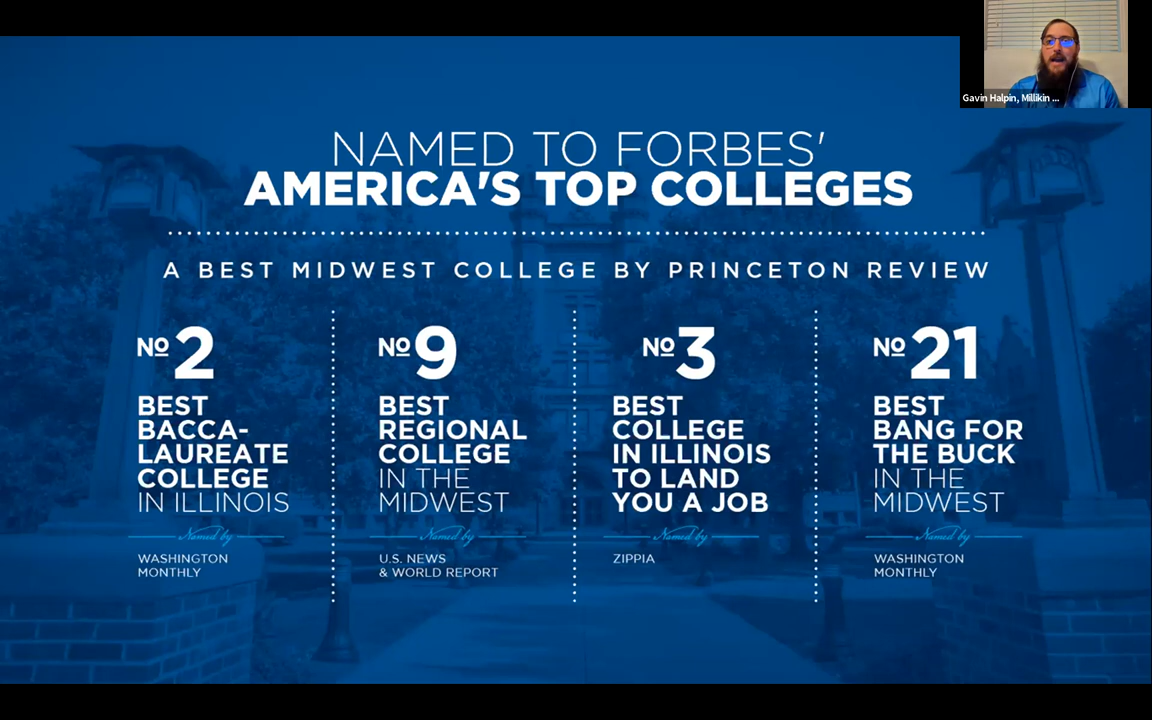 Gavin Halpin, Millikin ...
NAMED TO FORBES'
AMERICA'S TOP COLLEGES
A BEST MIDWEST COLLEGE BY PRINCETON REVIEW
Nº2
BEST
BACCA-
LAUREATE
COLLEGE
IN ILLINOIS
Named by
WASHINGTON
MONTHLY
Nº9
BEST
REGIONAL
COLLEGE
IN THE
MIDWEST
Named by
U.S. NEWS
& WORLD REPORT
Nº3
BEST
COLLEGE
IN ILLINOIS
TO LAND
YOU A JOB
Named by
ZIPPIA
Nº21
BEST
BANG FOR
THE BUCK
IN THE
MIDWEST
Named by
WASHINGTON
MONTHLY